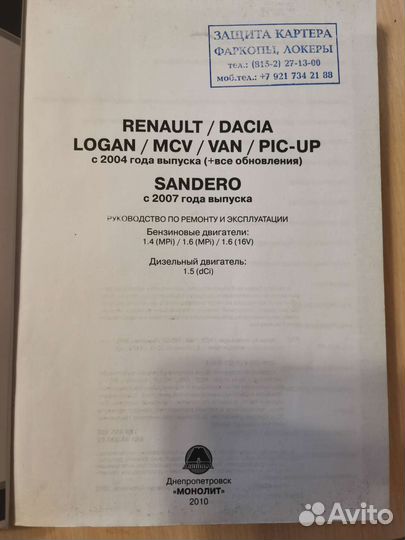 ЗАЩИТА КАРТЕРА
ФАРКОПЫ, ЛОКЕРЫ
тел.: (815-2) 27-13-00
моб.тел.: +7 921 734 21 88
RENAULT / DACIA
LOGAN / MCV / VAN / PIC-UP
с 2004 года выпуска (+все обновления)
SANDERO
с 2007 года выпуска
РУКОВОДСТВО ПО РЕМОНТУ И ЭКСПЛУАТАЦИИ
Бензиновые двигатели:
1.4 (MPi) / 1.6 (MPi) / 1.6 (16V)
Дизельный двигатель:
1.5 (dCi)
Днепропетровск
«МОНОЛИТ»
2010
Avito